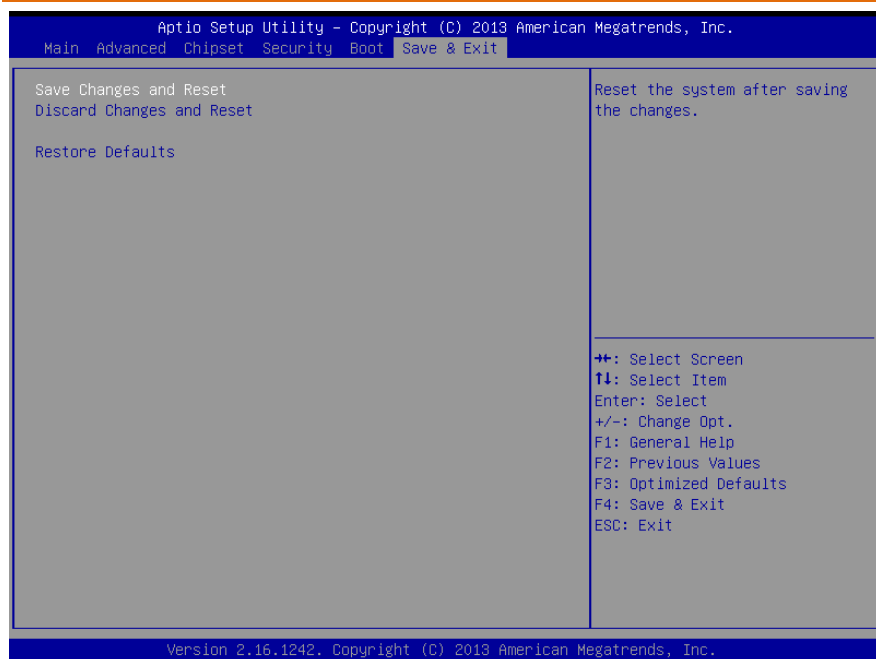 Aptio Setup Utility – Copyright (C) 2013 American Megatrends, Inc.
Main Advanced Chipset Security Boot Save & Exit
Save Changes and Reset
Discard Changes and Reset
Restore Defaults
Reset the system after saving
the changes.
→←: Select Screen
↑↓: Select Item
Enter: Select
+/-: Change Opt.
F1: General Help
F2: Previous Values
F3: Optimized Defaults
F4: Save & Exit
ESC: Exit
Version 2.16.1242. Copyright (C) 2013 American Megatrends, Inc.